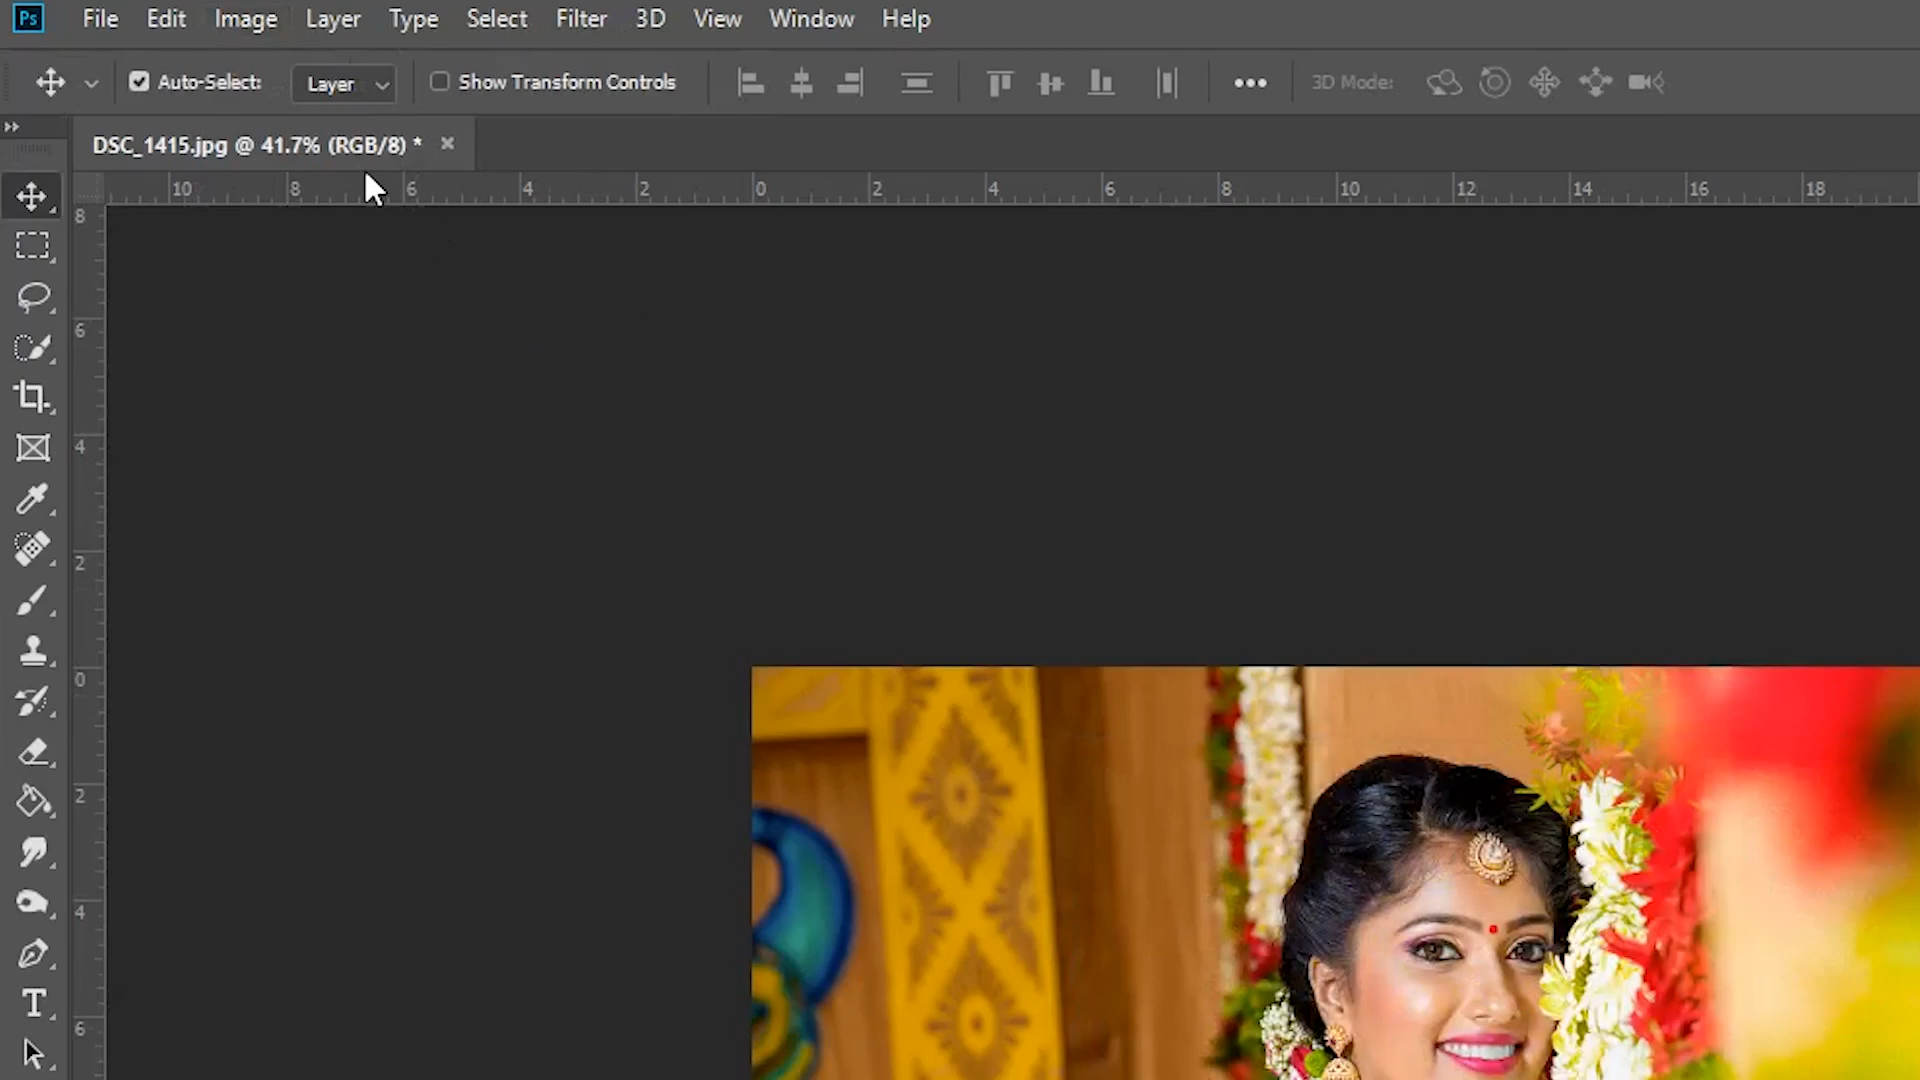 Ps File Edit Image Layer Type Select Filter 3D View Window Help
Auto-Select: Layer Show Transform Controls 3D Mode:
DSC_1415.jpg @ 41.7% (RGB/8) * ×
10 8 6 4 2 0 2 4 6 8 10 12 14 16 18
8
6
4
2
0
2
4
6